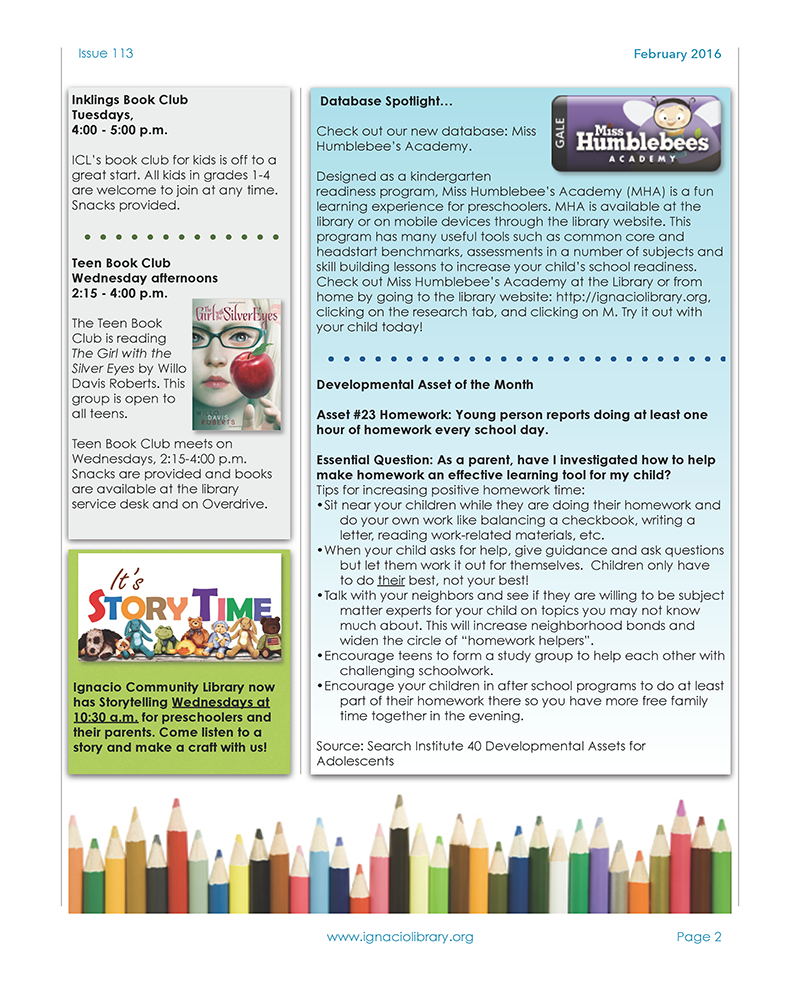 Issue 113
February 2016
Inklings Book Club
Tuesdays,
4:00 - 5:00 p.m.
ICL's book club for kids is off to a
great start. All kids in grades 1-4
are welcome to join at any time.
Snacks provided.
Teen Book Club
Wednesday afternoons
2:15 - 4:00 p.m.
The Teen Book
Club is reading
The Girl with the
Silver Eyes by Willo
Davis Roberts. This
group is open to
all teens.
The
Girl with the Silver Eyes
WILLO
DAVIS
ROBERTS
Teen Book Club meets on
Wednesdays, 2:15-4:00 p.m.
Snacks are provided and books
are available at the library
service desk and on Overdrive.
It's
STORY TIME
Ignacio Community Library now
has Storytelling Wednesdays at
10:30 a.m. for preschoolers and
their parents. Come listen to a
story and make a craft with us!
Database Spotlight…
GALE
Miss
Humblebees
ACADEMY
Check out our new database: Miss
Humblebee's Academy.
Designed as a kindergarten
readiness program, Miss Humblebee's Academy (MHA) is a fun
learning experience for preschoolers. MHA is available at the
library or on mobile devices through the library website. This
program has many useful tools such as common core and
headstart benchmarks, assessments in a number of subjects and
skill building lessons to increase your child's school readiness.
Check out Miss Humblebee's Academy at the Library or from
home by going to the library website: http://ignaciolibrary.org,
clicking on the research tab, and clicking on M. Try it out with
your child today!
Developmental Asset of the Month
Asset #23 Homework: Young person reports doing at least one
hour of homework every school day.
Essential Question: As a parent, have I investigated how to help
make homework an effective learning tool for my child?
Tips for increasing positive homework time:
•Sit near your children while they are doing their homework and
do your own work like balancing a checkbook, writing a
letter, reading work-related materials, etc.
•When your child asks for help, give guidance and ask questions
but let them work it out for themselves.  Children only have
to do their best, not your best!
•Talk with your neighbors and see if they are willing to be subject
matter experts for your child on topics you may not know
much about. This will increase neighborhood bonds and
widen the circle of "homework helpers".
•Encourage teens to form a study group to help each other with
challenging schoolwork.
•Encourage your children in after school programs to do at least
part of their homework there so you have more free family
time together in the evening.
Source: Search Institute 40 Developmental Assets for
Adolescents
www.ignaciolibrary.org
Page 2